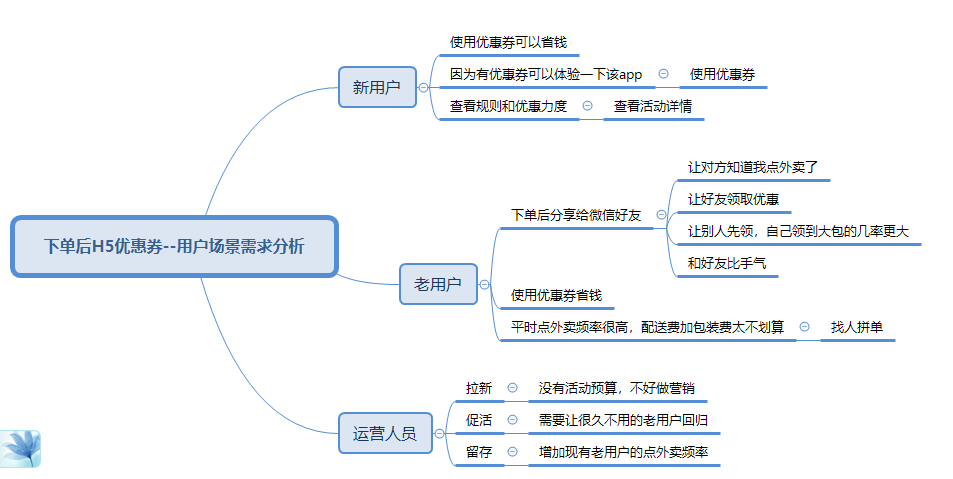 下单后H5优惠券--用户场景需求分析
新用户
使用优惠券可以省钱
因为有优惠券可以体验一下该app
使用优惠券
查看规则和优惠力度
查看活动详情
老用户
下单后分享给微信好友
让对方知道我点外卖了
让好友领取优惠
让别人先领，自己领到大包的几率更大
和好友比手气
使用优惠券省钱
平时点外卖频率很高，配送费加包装费太不划算
找人拼单
运营人员
拉新
没有活动预算，不好做营销
促活
需要让很久不用的老用户回归
留存
增加现有老用户的点外卖频率